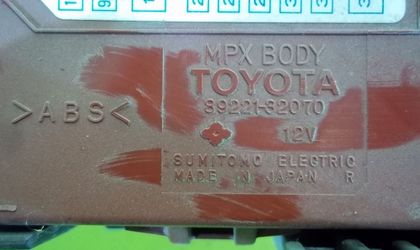 MPX BODY
TOYOTA
89221-32070
>ABS<
12V
SUMITOMO ELECTRIC
MADE IN JAPAN R